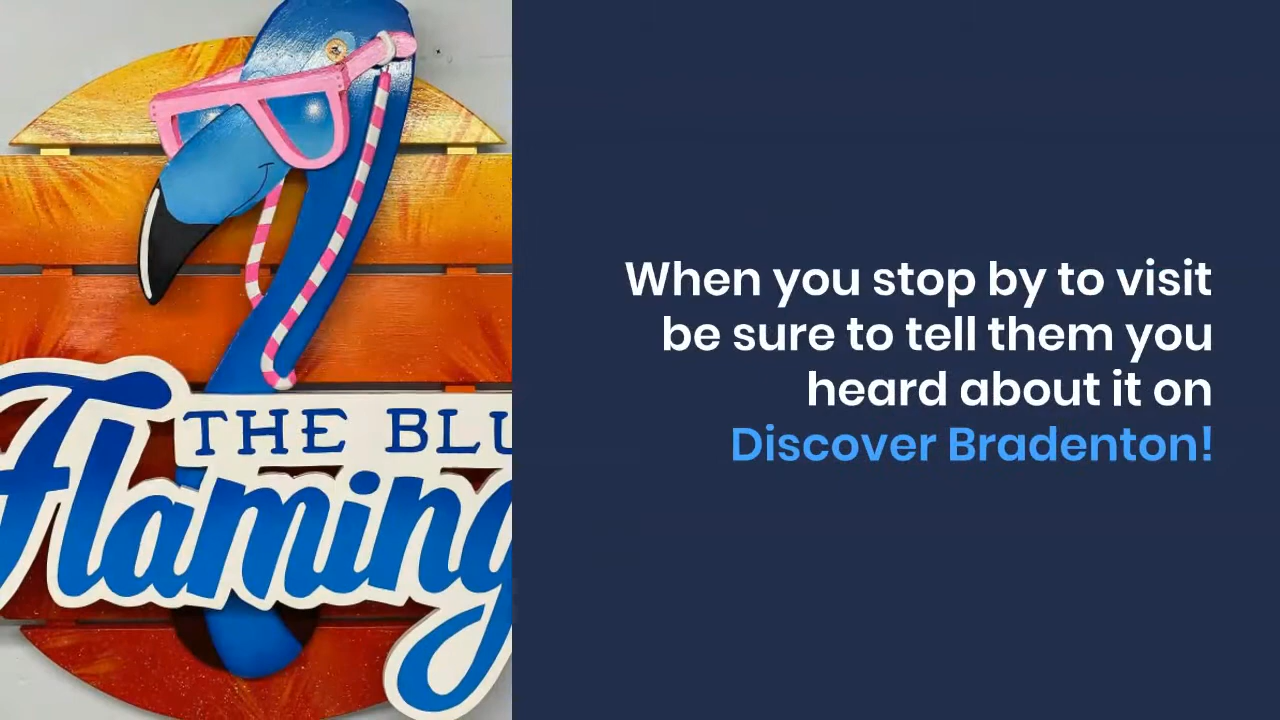 THE BLU
Flaming
When you stop by to visit
be sure to tell them you
heard about it on
Discover Bradenton!